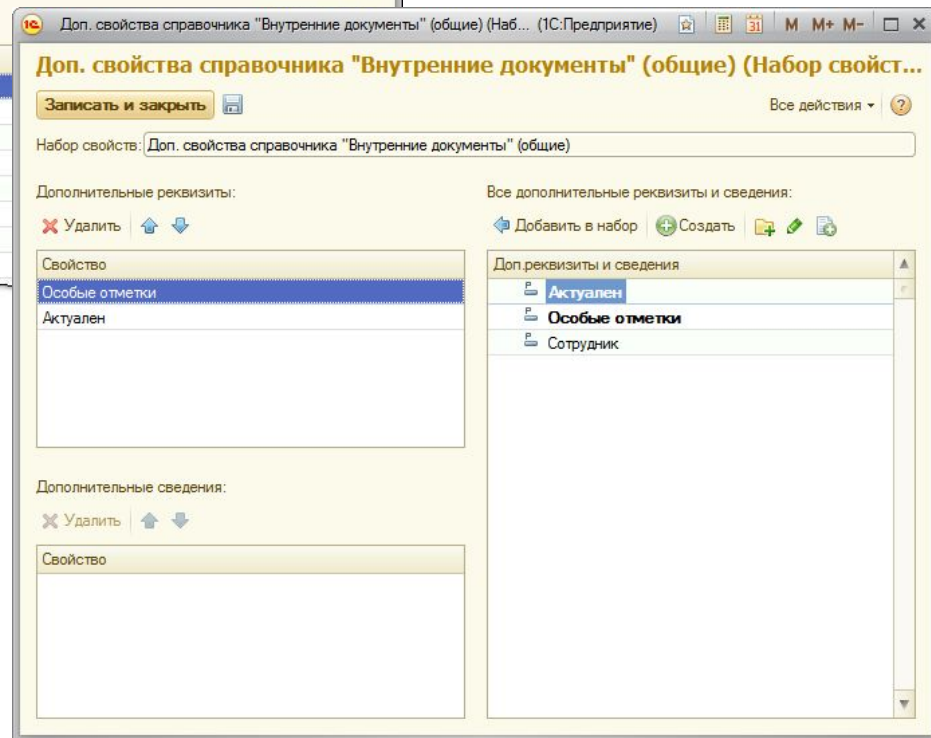 1С Доп. свойства справочника "Внутренние документы" (общие) (Наб... (1С:Предприятие) 31 M M+ M-
Доп. свойства справочника "Внутренние документы" (общие) (Набор свойст...
Записать и закрыть Все действия ?
Набор свойств: Доп. свойства справочника "Внутренние документы" (общие)
Дополнительные реквизиты: Все дополнительные реквизиты и сведения:
Удалить Добавить в набор Создать
Свойство Доп.реквизиты и сведения
Особые отметки Актуален
Актуален Особые отметки
Сотрудник
Дополнительные сведения:
Удалить
Свойство